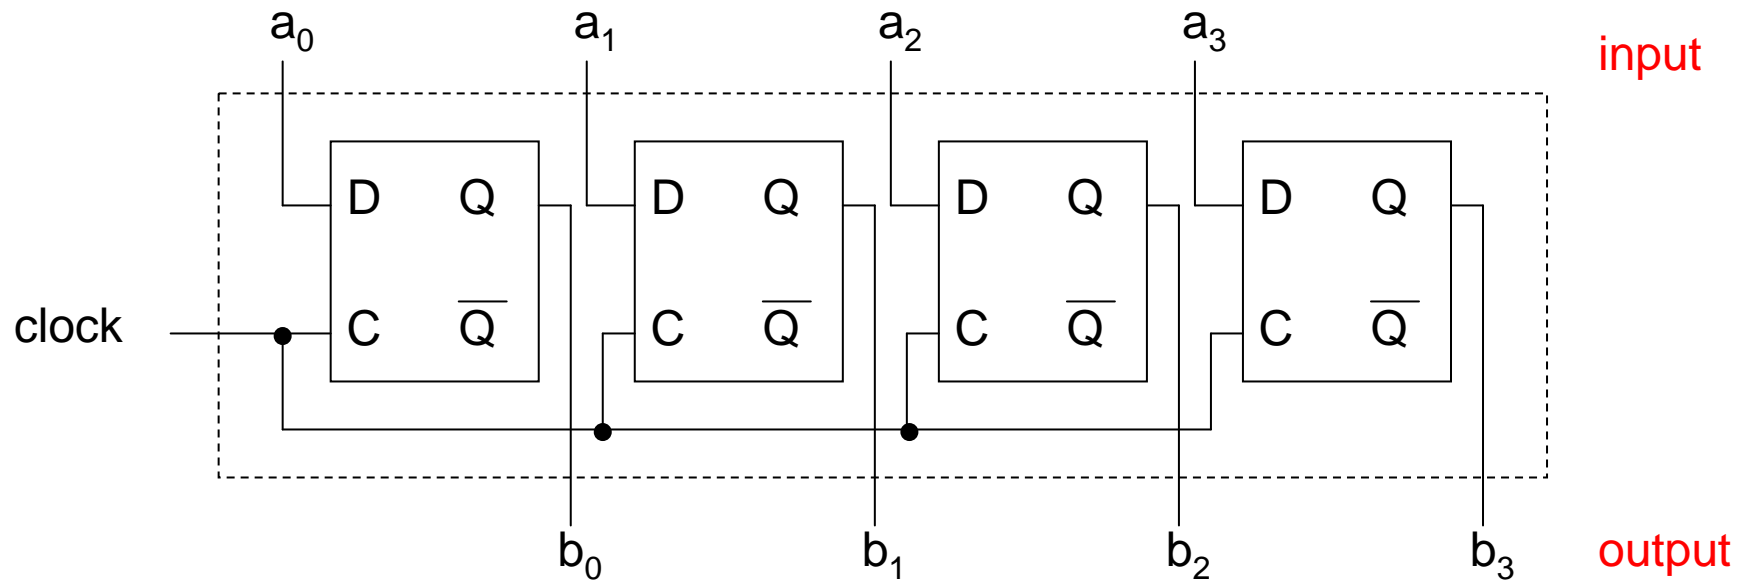 a₀ a₁ a₂ a₃ input
D Q D Q D Q D Q
clock C Q̅ C Q̅ C Q̅ C Q̅
b₀ b₁ b₂ b₃ output